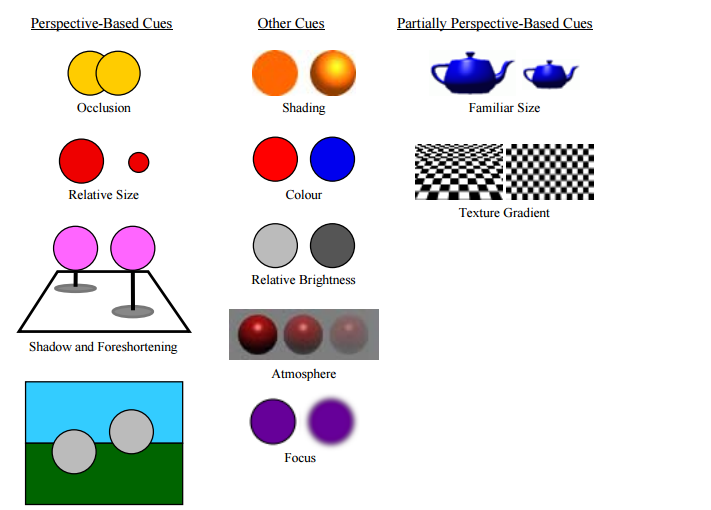 Perspective-Based Cues
Other Cues
Partially Perspective-Based Cues
Occlusion
Shading
Familiar Size
Relative Size
Colour
Texture Gradient
Relative Brightness
Shadow and Foreshortening
Atmosphere
Focus